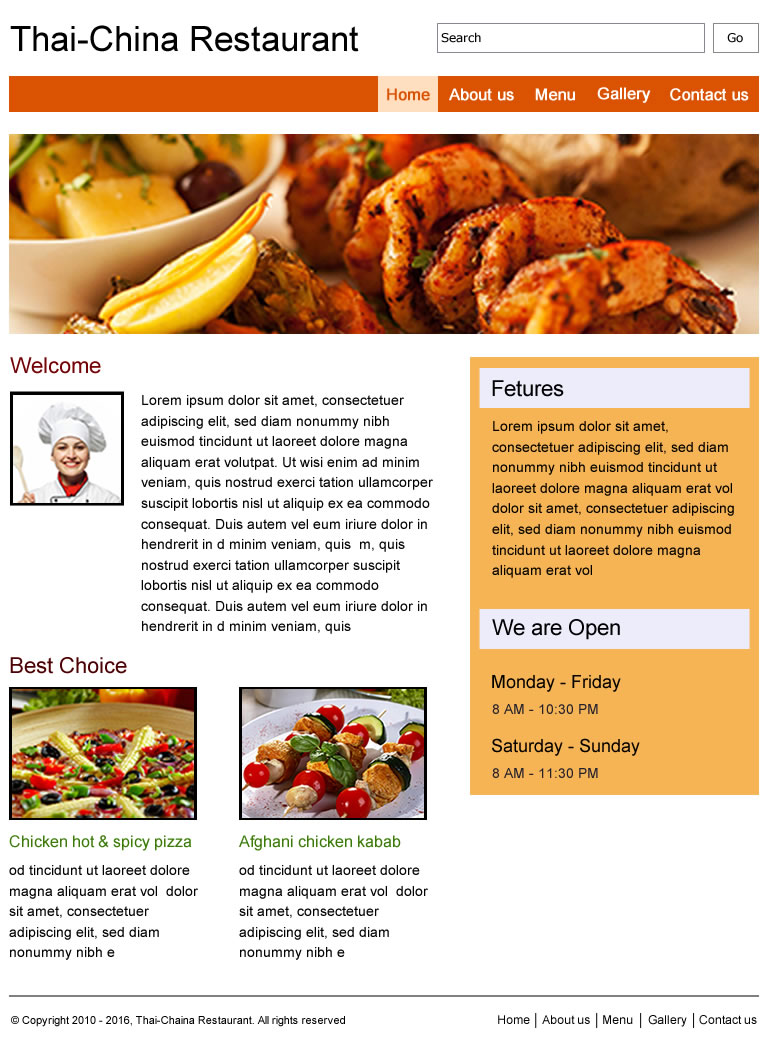 Thai-China Restaurant
Search
Go
Home
About us
Menu
Gallery
Contact us
Welcome
Lorem ipsum dolor sit amet, consectetuer
adipiscing elit, sed diam nonummy nibh
euismod tincidunt ut laoreet dolore magna
aliquam erat volutpat. Ut wisi enim ad minim
veniam, quis nostrud exerci tation ullamcorper
suscipit lobortis nisl ut aliquip ex ea commodo
consequat. Duis autem vel eum iriure dolor in
hendrerit in d minim veniam, quis  m, quis
nostrud exerci tation ullamcorper suscipit
lobortis nisl ut aliquip ex ea commodo
consequat. Duis autem vel eum iriure dolor in
hendrerit in d minim veniam, quis
Best Choice
Chicken hot & spicy pizza
od tincidunt ut laoreet dolore
magna aliquam erat vol  dolor
sit amet, consectetuer
adipiscing elit, sed diam
nonummy nibh e
Afghani chicken kabab
od tincidunt ut laoreet dolore
magna aliquam erat vol  dolor
sit amet, consectetuer
adipiscing elit, sed diam
nonummy nibh e
Fetures
Lorem ipsum dolor sit amet,
consectetuer adipiscing elit, sed diam
nonummy nibh euismod tincidunt ut
laoreet dolore magna aliquam erat vol
dolor sit amet, consectetuer adipiscing
elit, sed diam nonummy nibh euismod
tincidunt ut laoreet dolore magna
aliquam erat vol
We are Open
Monday - Friday
8 AM - 10:30 PM
Saturday - Sunday
8 AM - 11:30 PM
© Copyright 2010 - 2016, Thai-Chaina Restaurant. All rights reserved
Home | About us | Menu | Gallery | Contact us